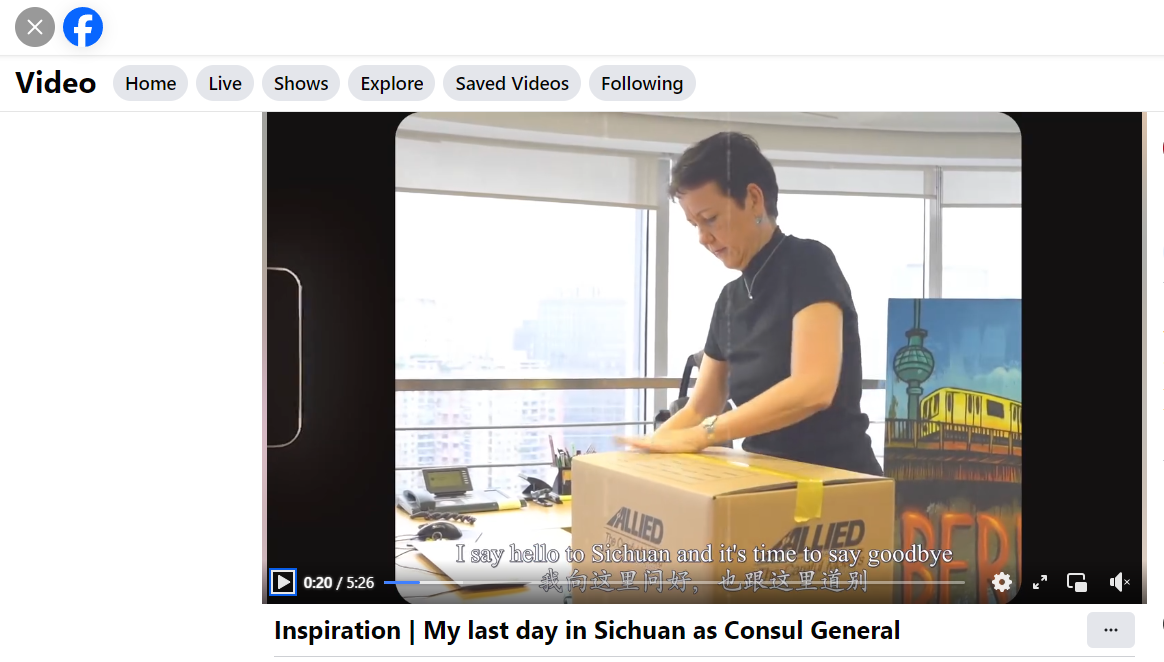 Video
Home
Live
Shows
Explore
Saved Videos
Following
BER
ALLIED
ALLIED
I say hello to Sichuan and it's time to say goodbye
我向这里问好，也跟这里道别
0:20 / 5:26
Inspiration | My last day in Sichuan as Consul General